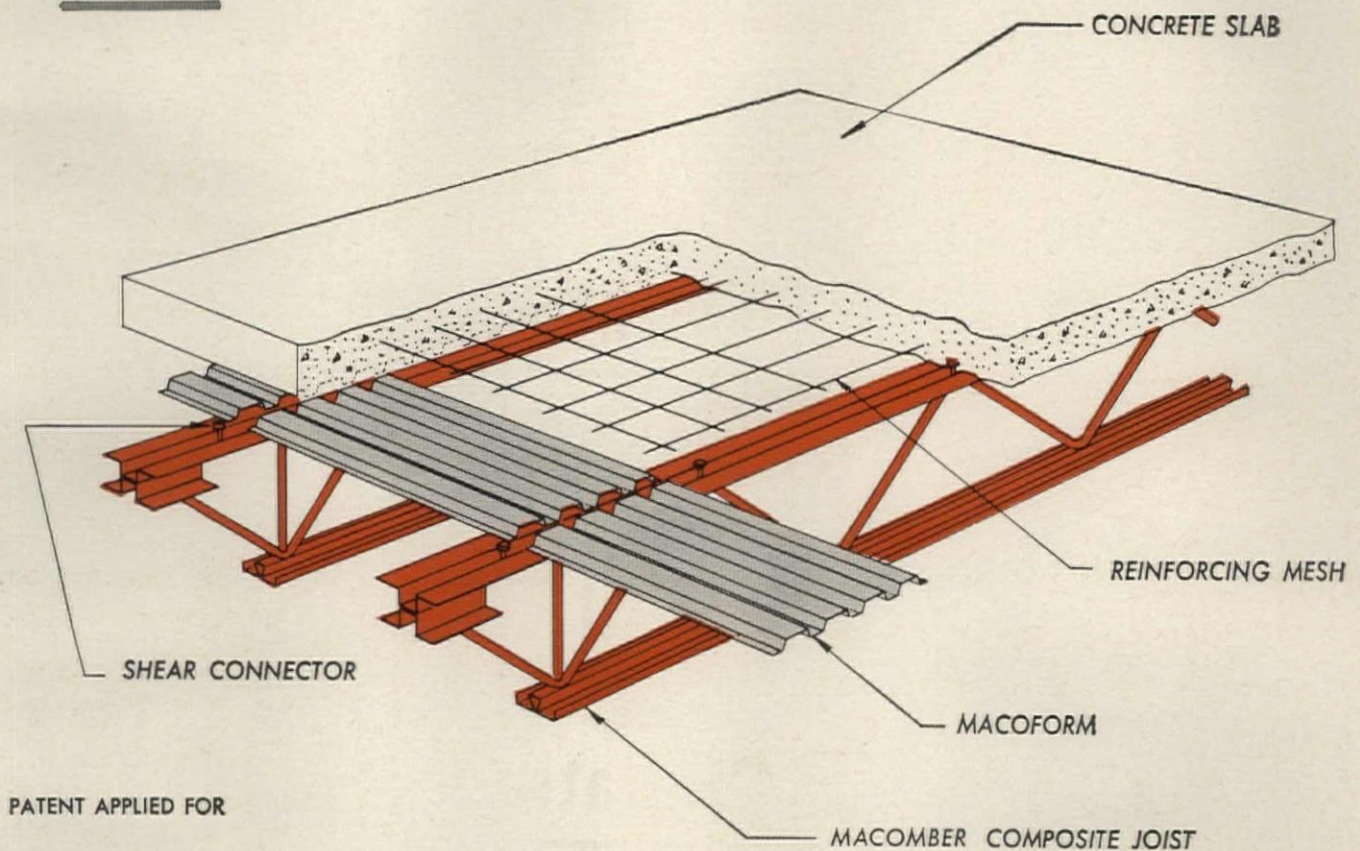 CONCRETE SLAB
REINFORCING MESH
SHEAR CONNECTOR
MACOFORM
PATENT APPLIED FOR
MACOMBER COMPOSITE JOIST